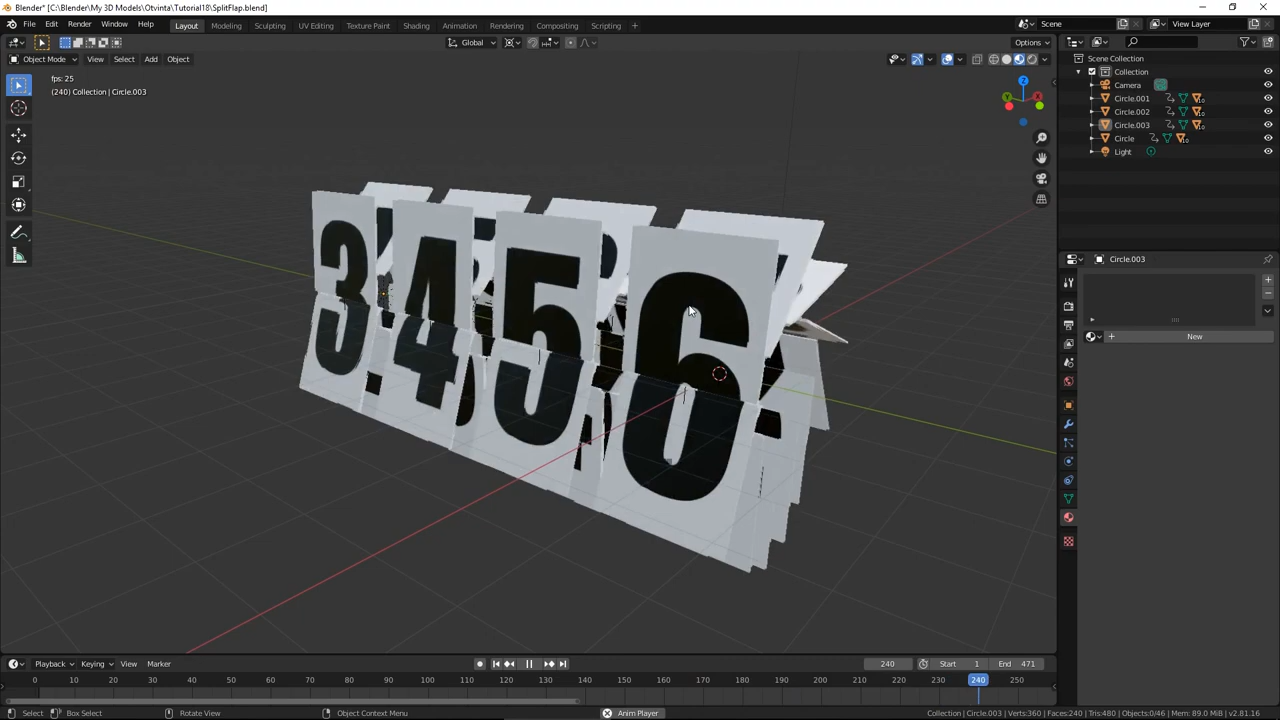 Blender* [C:\Blender\My 3D Models\Otvinta\Tutorial18\SplitFlap.blend]
File Edit Render Window Help Layout Modeling Sculpting UV Editing Texture Paint Shading Animation Rendering Compositing Scripting Scene View Layer
Global Options
Object Mode View Select Add Object
Scene Collection
Collection
Camera
Circle.001
Circle.002
Circle.003
Circle
Light
fps: 25
(240) Collection | Circle.003
Z
Y X
3 4 5 6
Circle.003
New
Playback Keying View Marker 240 Start 1 End 471
0 10 20 30 40 50 60 70 80 90 100 110 120 130 140 150 160 170 180 190 200 210 220 230 240 250
Select Box Select Rotate View Object Context Menu Anim Player Collection | Circle.003 | Verts:360 | Faces:240 | Tris:480 | Objects:0/46 | Mem: 89.0 MiB | v2.81.16